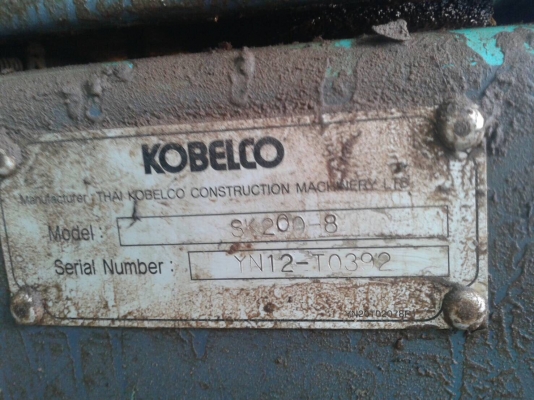 KOBELCO
Manufacturer : THAI KOBELCO CONSTRUCTION MACHINERY LTD.
Model : SK200-8
Serial Number : YN12-T0392